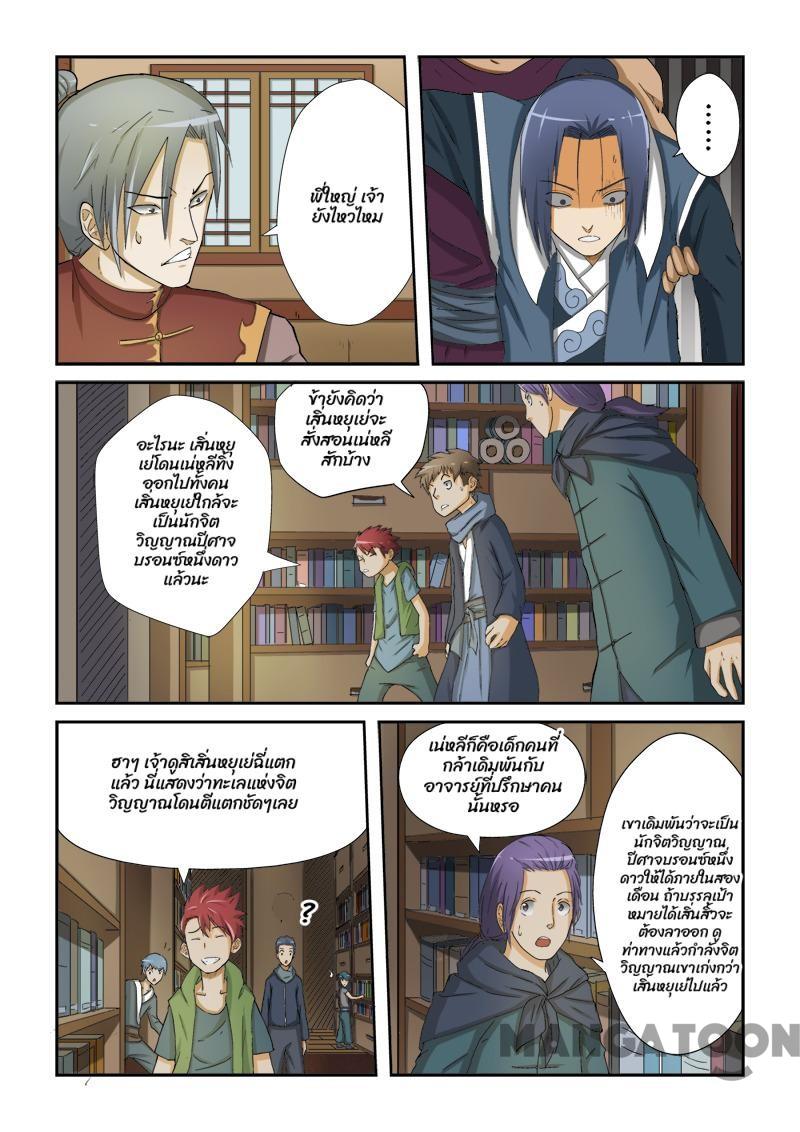 พี่ใหญ่ เจ้า
ยังไหวไหม
......
ข้ายังคิดว่า
เสิ่นหยุเย่จะ
สั่งสอนเน่หลี
สักบ้าง
อะไรนะ เสิ่นหยุ
เย่โดนเน่หลีทิ้ง
ออกไปทั้งคน
เสิ่นหยุเย่ใกล้จะ
เป็นนักจิต
วิญญาณปีศาจ
บรอนซ์หนึ่งดาว
แล้วนะ
ฮาๆ เจ้าดูสิเสิ่นหยุเย่ฉี่แตก
แล้ว นี่แสดงว่าทะเลแห่งจิต
วิญญาณโดนตีแตกชัดๆเลย
?
เน่หลีก็คือเด็กคนที่
กล้าเดิมพันกับ
อาจารย์ที่ปรึกษาคน
นั้นหรอ
เขาเดิมพันว่าจะเป็น
นักจิตวิญญาณ
ปีศาจบรอนซ์หนึ่ง
ดาวให้ได้ภายในสอง
เดือน ถ้าบรรลุเป้า
หมายได้เสิ่นสิ้วจะ
ต้องลาออก ดู
ท่าทางแล้วกำลังจิต
วิญญาณเขาเก่งกว่า
เสิ่นหยุเย่ไปแล้ว
MANGATOON